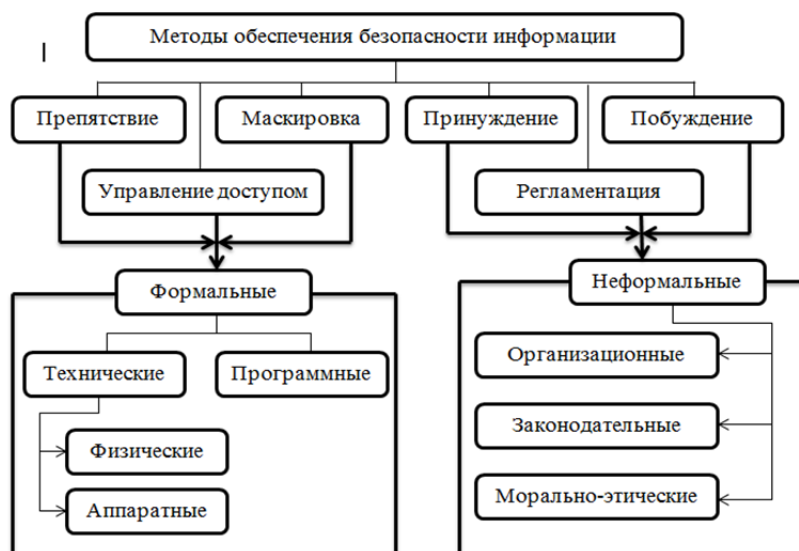 Методы обеспечения безопасности информации
Препятствие
Маскировка
Принуждение
Побуждение
Управление доступом
Регламентация
Формальные
Неформальные
Технические
Программные
Организационные
Физические
Законодательные
Аппаратные
Морально-этические